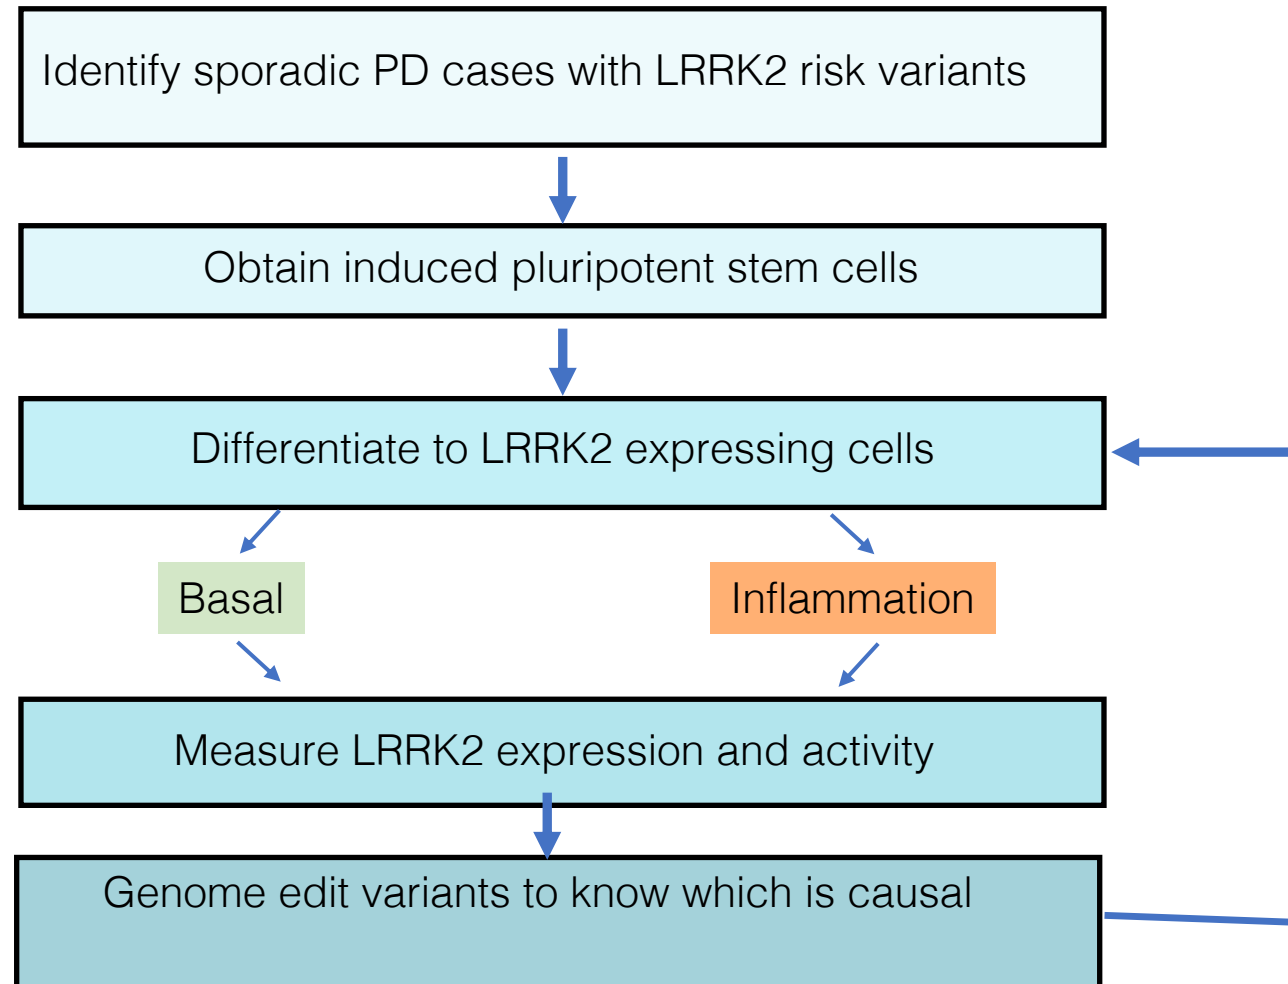 Identify sporadic PD cases with LRRK2 risk variants
Obtain induced pluripotent stem cells
Differentiate to LRRK2 expressing cells
Basal
Inflammation
Measure LRRK2 expression and activity
Genome edit variants to know which is causal